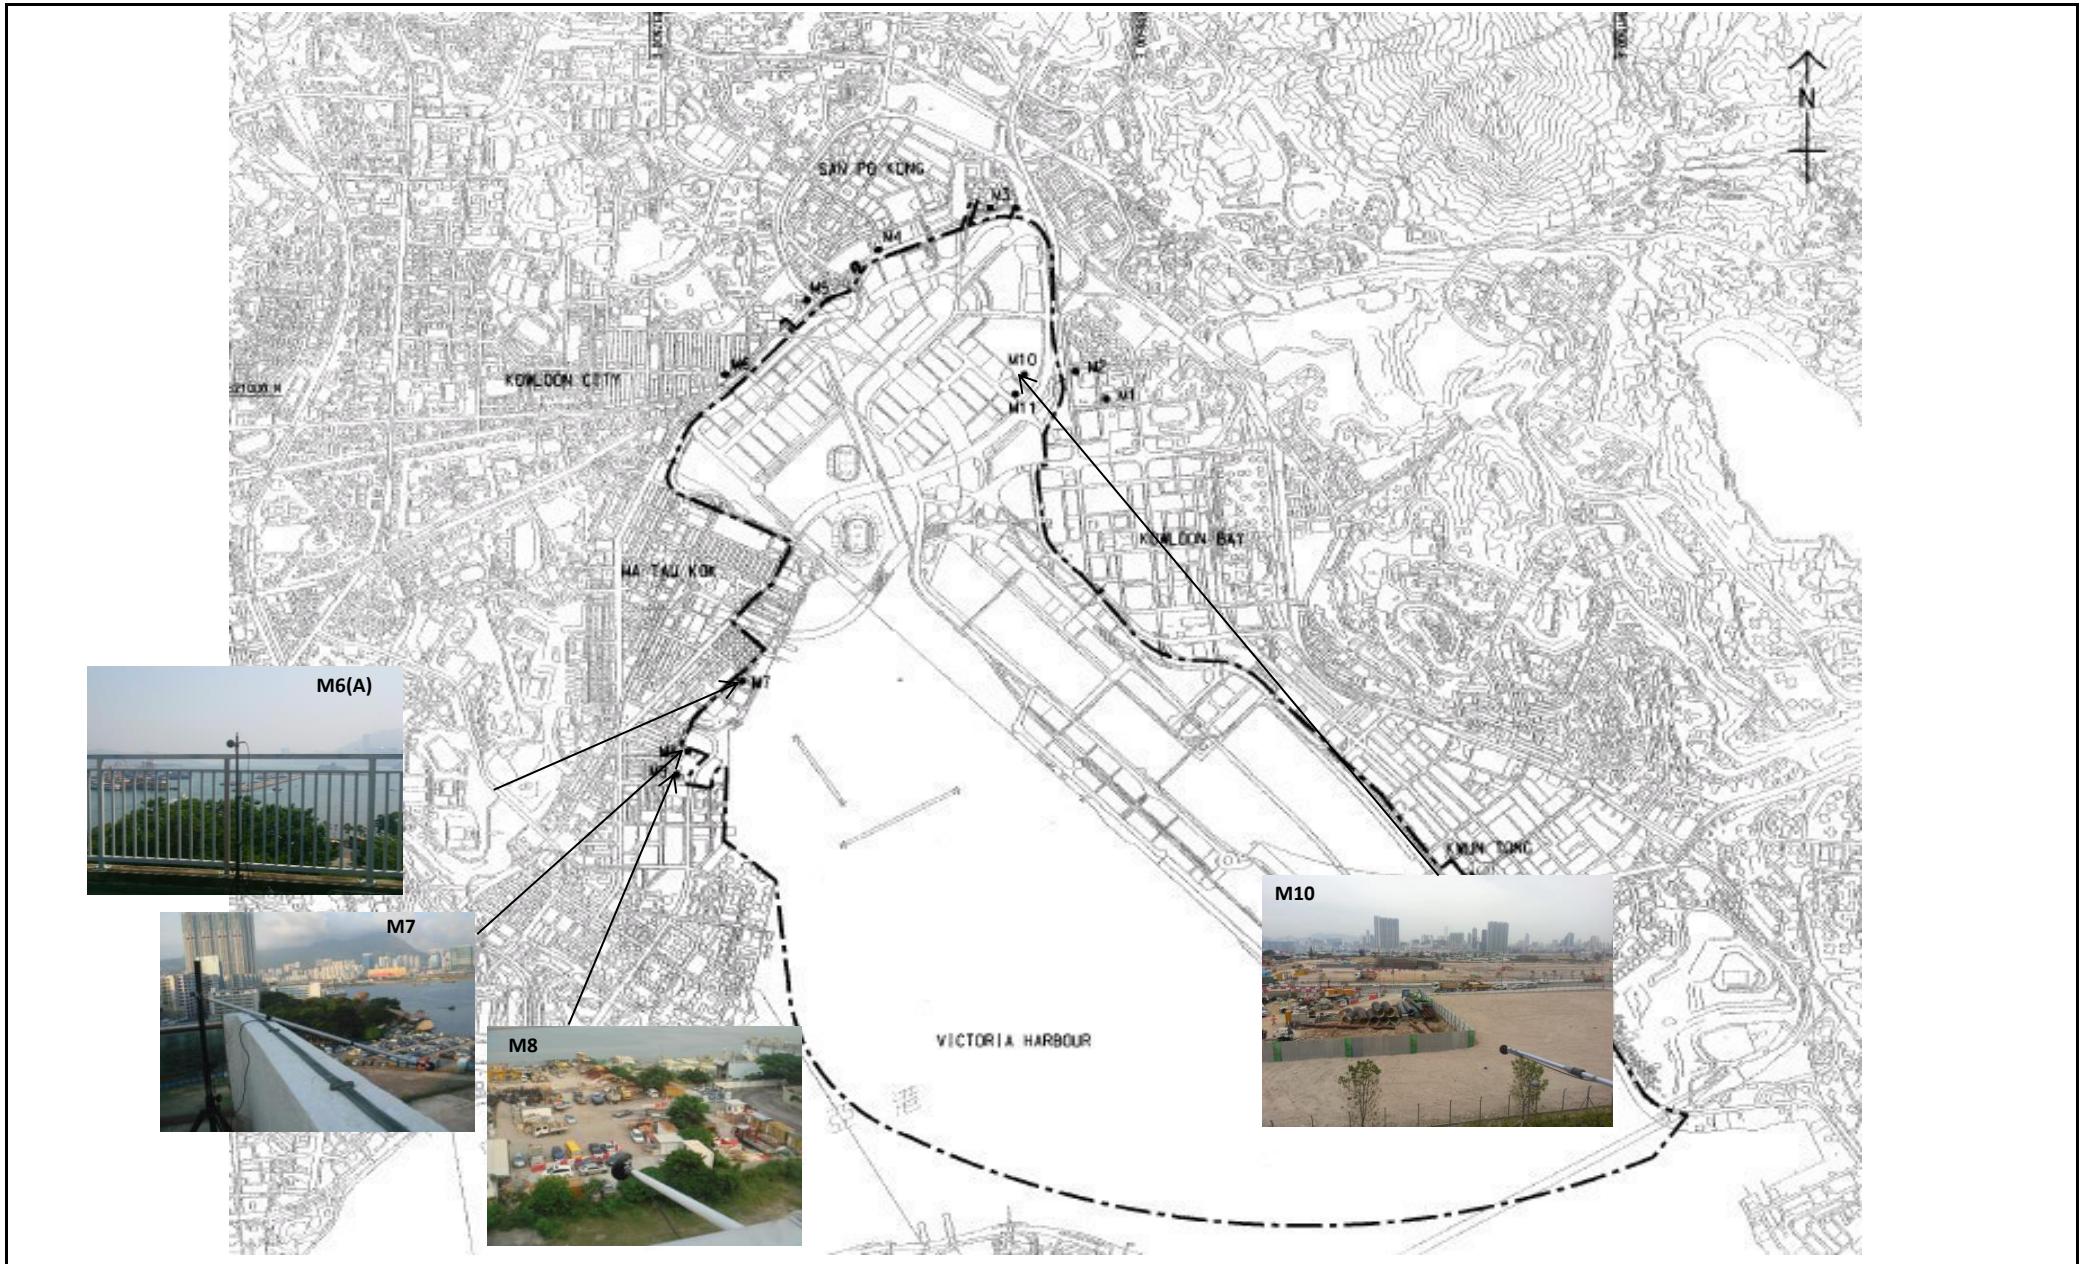 N
SAN PO KONG
M3
M4
M5
M6
KOWLOON CITY
M10
M2
M11
M1
KOWLOON BAY
MA TAU KOK
M6(A)
M7
KWUN TONG
M10
M7
M8
VICTORIA HARBOUR
港